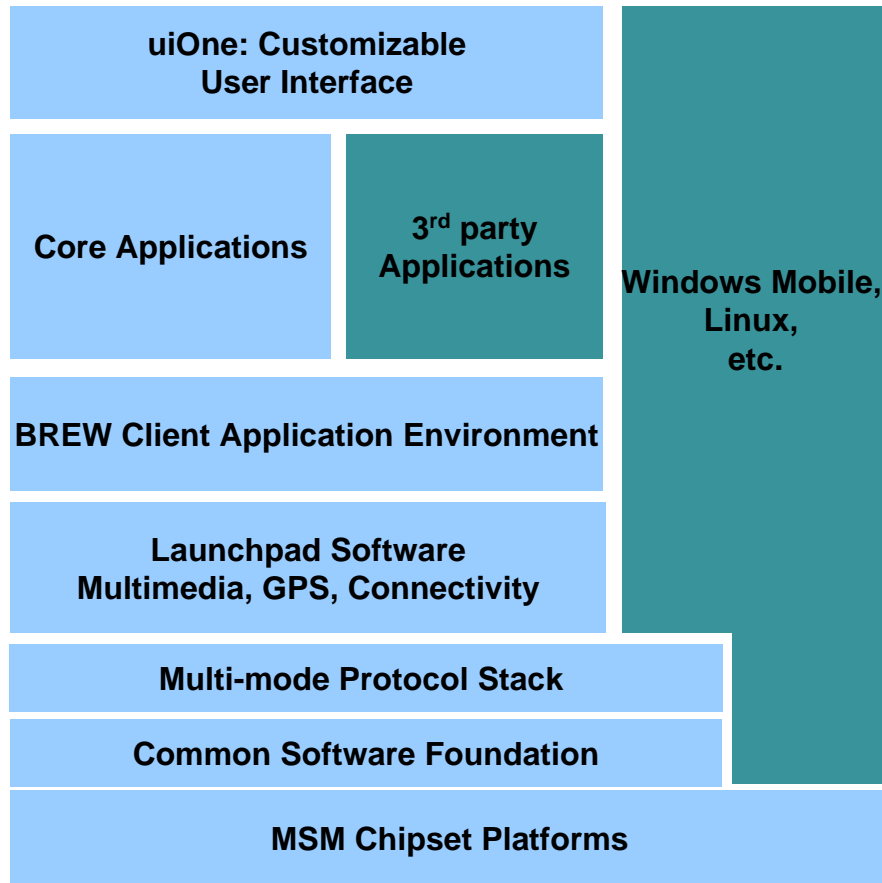 uiOne: Customizable
User Interface
Core Applications
3rd party
Applications
Windows Mobile,
Linux,
etc.
BREW Client Application Environment
Launchpad Software
Multimedia, GPS, Connectivity
Multi-mode Protocol Stack
Common Software Foundation
MSM Chipset Platforms